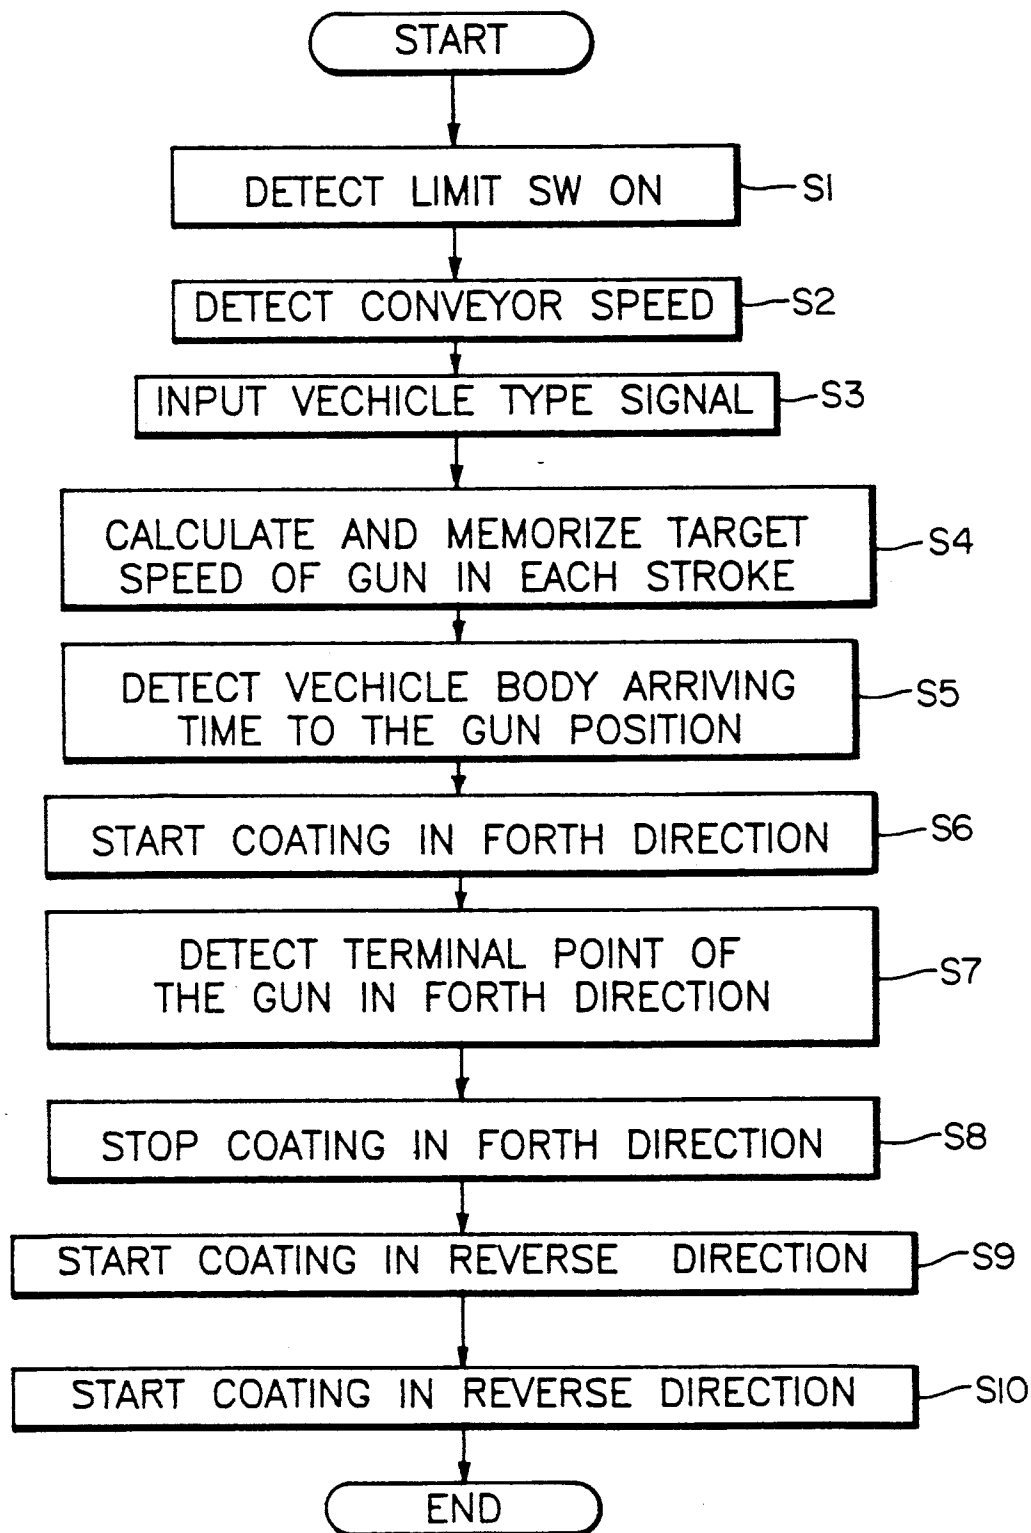 START
DETECT LIMIT SW ON
S1
DETECT CONVEYOR SPEED
S2
INPUT VECHICLE TYPE SIGNAL
S3
CALCULATE AND MEMORIZE TARGET
SPEED OF GUN IN EACH STROKE
S4
DETECT VECHICLE BODY ARRIVING
TIME TO THE GUN POSITION
S5
START COATING IN FORTH DIRECTION
S6
DETECT TERMINAL POINT OF
THE GUN IN FORTH DIRECTION
S7
STOP COATING IN FORTH DIRECTION
S8
START COATING IN REVERSE DIRECTION
S9
START COATING IN REVERSE DIRECTION
S10
END